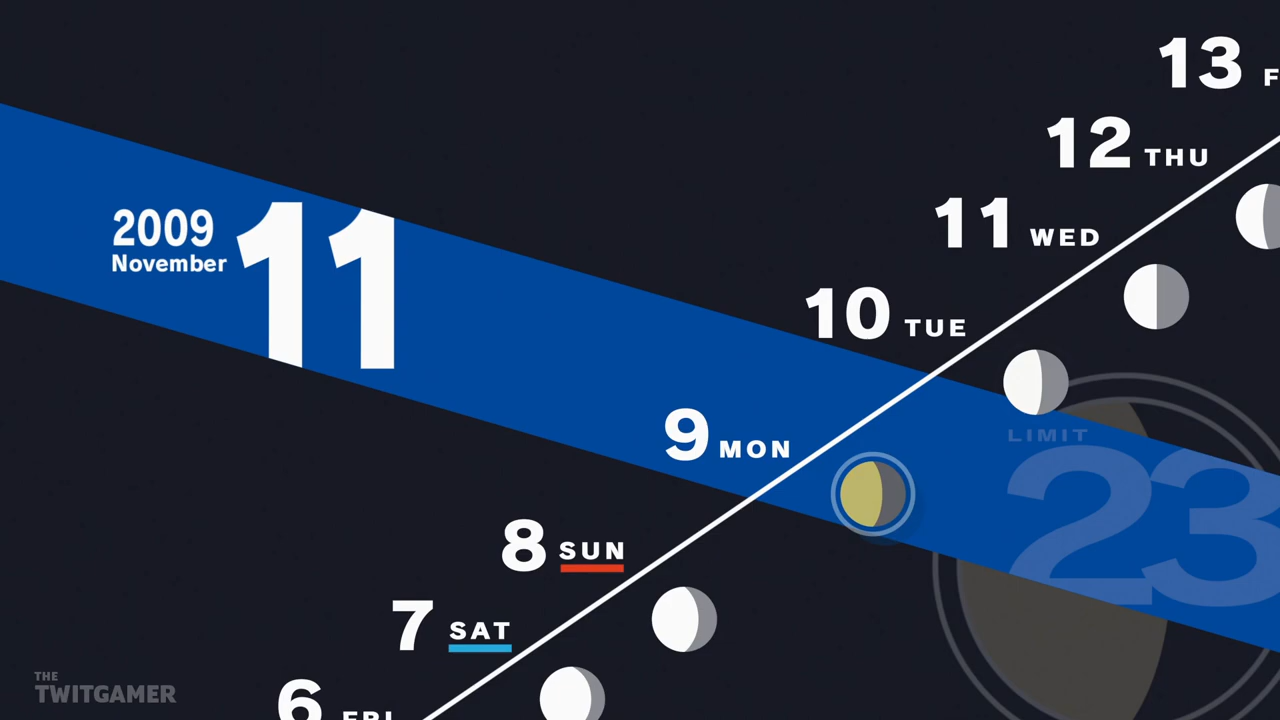 13 F
12 THU
11 WED
2009
November
11
10 TUE
9 MON
LIMIT
23
8 SUN
7 SAT
6 FRI
THE
TWITGAMER